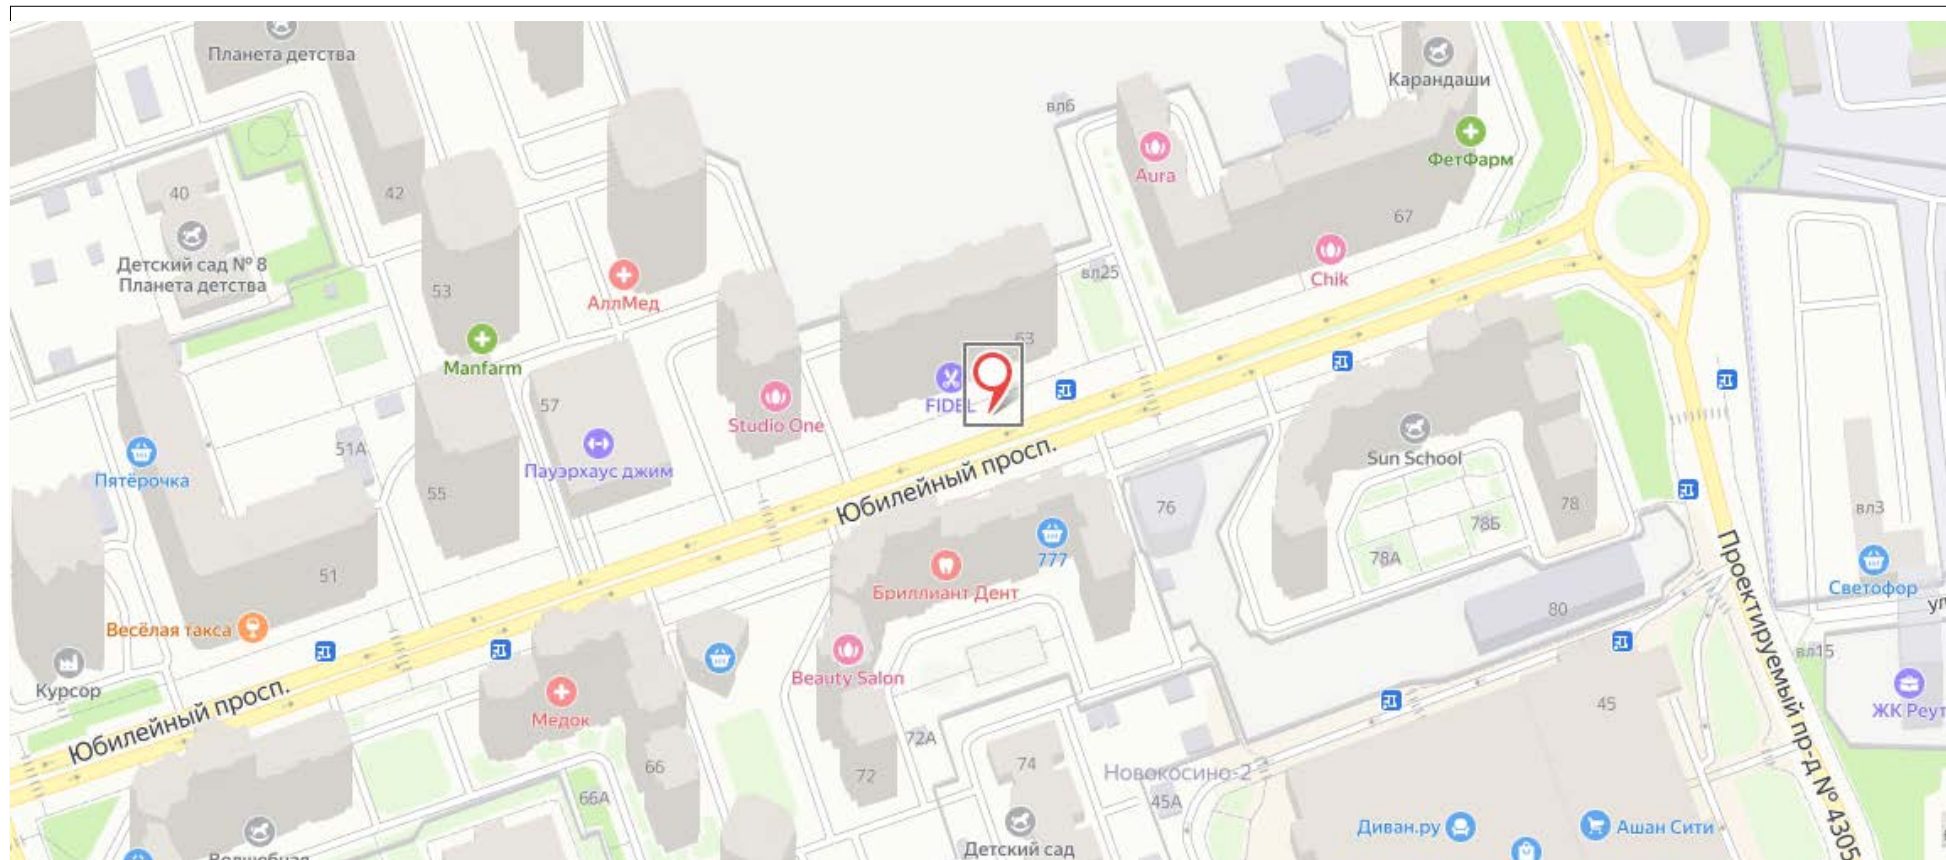 Планета детства
Карандаши
вл6
ФетФарм
Aura
40
42
67
Детский сад № 8
Планета детства
вл25
Chik
53
АллМед
63
Manfarm
FIDEL
57
Studio One
51А
Пауэрхаус джим
Sun School
Пятёрочка
55
Юбилейный просп.
76
78Б
78
вл3
777
78А
51
Бриллиант Дент
Светофор
80
ул
Весёлая такса
Проектируемый пр-д № 4305
вл15
Курсор
Beauty Salon
45
ЖК Реут
Медок
Юбилейный просп.
72А
66
72
74
Новокосино-2
66А
45А
Диван.ру
Ашан Сити
Детский сад
Волшебная